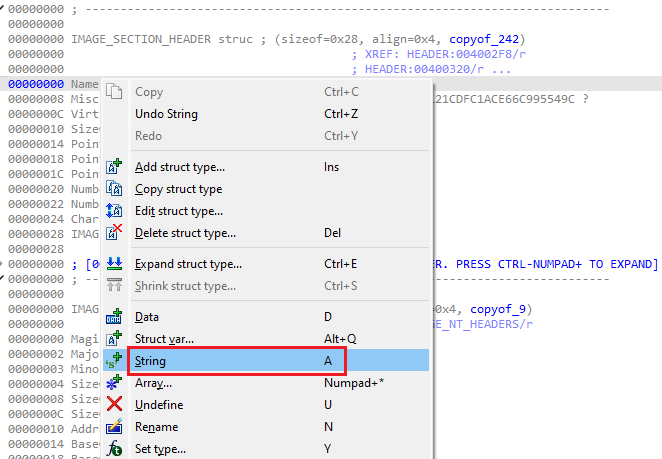 00000000 ; ---------------------------------------------------------------------------
00000000
00000000 IMAGE_SECTION_HEADER struc ; (sizeof=0x28, align=0x4, copyof_242)
00000000 ; XREF: HEADER:004002F8/r
00000000 ; HEADER:00400320/r ...
00000000 Name
00000008 Misc 21CDFC1ACE66C995549C ?
0000000C Virt
00000010 Size
00000014 Poin
00000018 Poin
0000001C Poin
00000020 Numb
00000022 Numb
00000024 Char
00000028 IMAG
00000028
00000000 ; [0 ER. PRESS CTRL-NUMPAD+ TO EXPAND]
00000000 ; ---------------------------------------------------------------------------
00000000
00000000 IMAG =0x4, copyof_9)
00000000 GE_NT_HEADERS/r
00000000 Magi
00000002 Majo
00000003 Mino
00000004 Size
00000008 Size
0000000C Size
00000010 Addr
00000014 Base
00000018 Base
Copy Ctrl+C
Undo String Ctrl+Z
Redo Ctrl+Y
Add struct type... Ins
Copy struct type
Edit struct type...
Delete struct type... Del
Expand struct type... Ctrl+E
Shrink struct type... Ctrl+S
Data D
Struct var... Alt+Q
String A
Array... Numpad+*
Undefine U
Rename N
Set type... Y